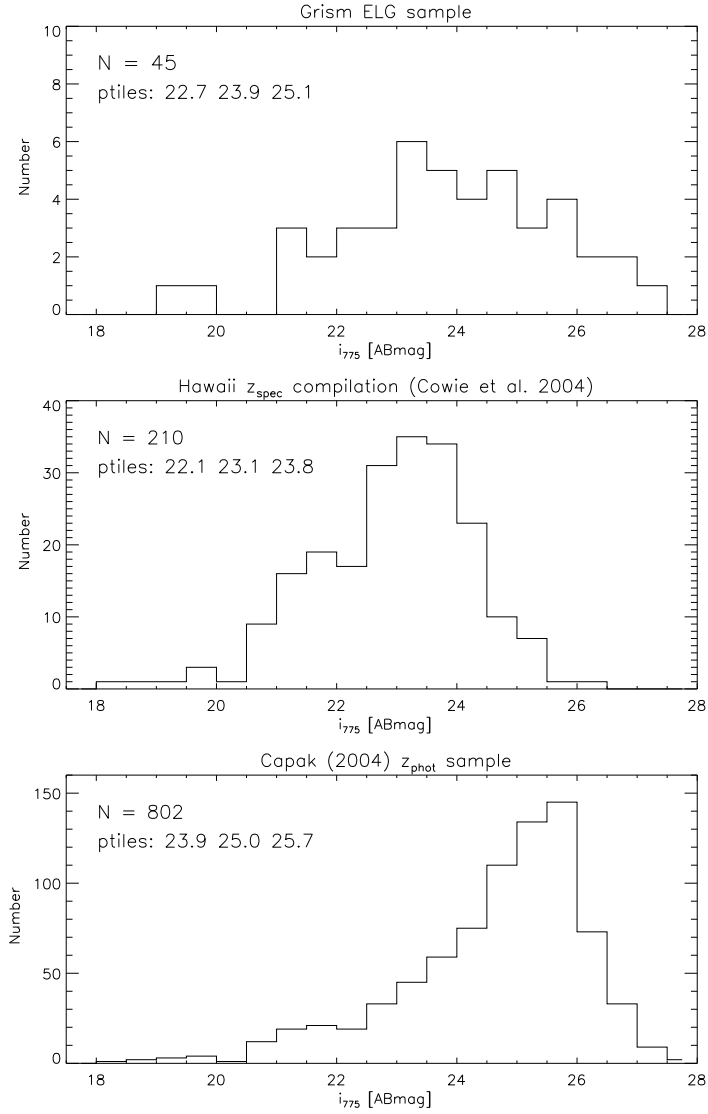 Grism ELG sample
10
8
6
4
2
0
Number
N = 45
ptiles: 22.7 23.9 25.1
18 20 22 24 26 28
i775 [ABmag]
Hawaii zspec compilation (Cowie et al. 2004)
40
30
20
10
0
Number
N = 210
ptiles: 22.1 23.1 23.8
18 20 22 24 26 28
i775 [ABmag]
Capak (2004) zphot sample
150
100
50
0
Number
N = 802
ptiles: 23.9 25.0 25.7
18 20 22 24 26 28
i775 [ABmag]